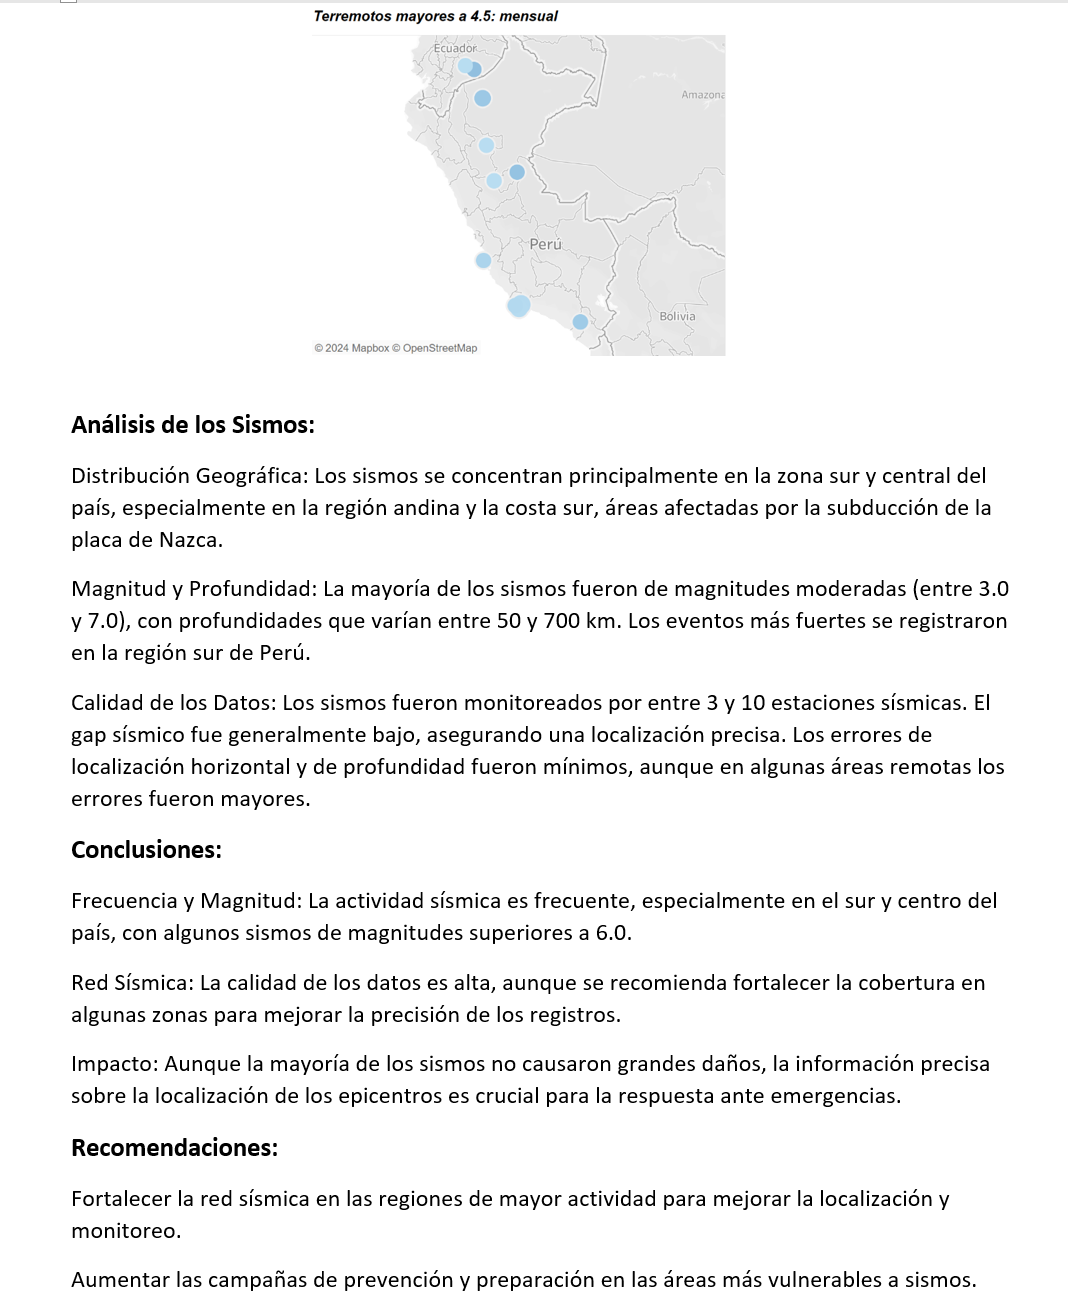 Terremotos mayores a 4.5: mensual
Ecuador
Amazona
Perú
Bolivia
© 2024 Mapbox © OpenStreetMap
Análisis de los Sismos:
Distribución Geográfica: Los sismos se concentran principalmente en la zona sur y central del
país, especialmente en la región andina y la costa sur, áreas afectadas por la subducción de la
placa de Nazca.
Magnitud y Profundidad: La mayoría de los sismos fueron de magnitudes moderadas (entre 3.0
y 7.0), con profundidades que varían entre 50 y 700 km. Los eventos más fuertes se registraron
en la región sur de Perú.
Calidad de los Datos: Los sismos fueron monitoreados por entre 3 y 10 estaciones sísmicas. El
gap sísmico fue generalmente bajo, asegurando una localización precisa. Los errores de
localización horizontal y de profundidad fueron mínimos, aunque en algunas áreas remotas los
errores fueron mayores.
Conclusiones:
Frecuencia y Magnitud: La actividad sísmica es frecuente, especialmente en el sur y centro del
país, con algunos sismos de magnitudes superiores a 6.0.
Red Sísmica: La calidad de los datos es alta, aunque se recomienda fortalecer la cobertura en
algunas zonas para mejorar la precisión de los registros.
Impacto: Aunque la mayoría de los sismos no causaron grandes daños, la información precisa
sobre la localización de los epicentros es crucial para la respuesta ante emergencias.
Recomendaciones:
Fortalecer la red sísmica en las regiones de mayor actividad para mejorar la localización y
monitoreo.
Aumentar las campañas de prevención y preparación en las áreas más vulnerables a sismos.